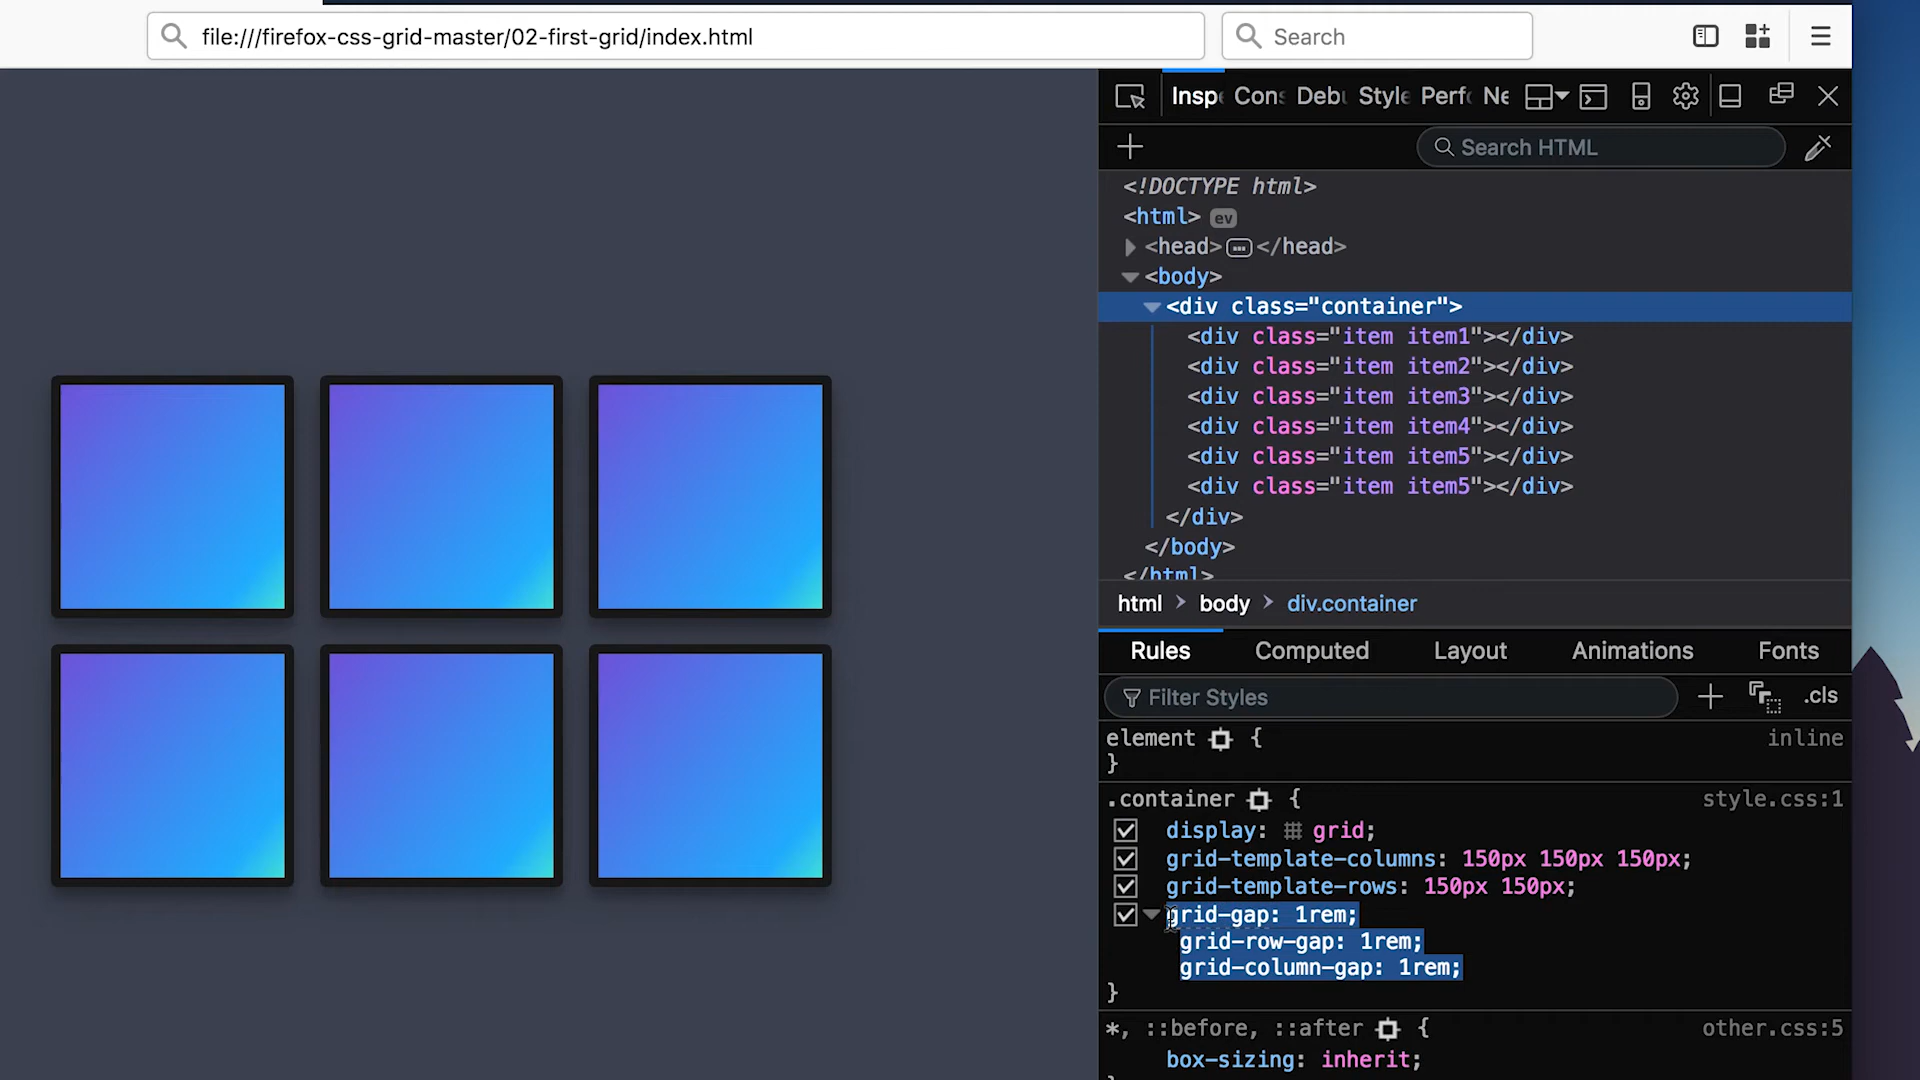 file:///firefox-css-grid-master/02-first-grid/index.html
Search
Insp Cons Debu Style Perf Ne
Search HTML
<!DOCTYPE html>
<html> ev
<head> … </head>
<body>
<div class="container">
<div class="item item1"></div>
<div class="item item2"></div>
<div class="item item3"></div>
<div class="item item4"></div>
<div class="item item5"></div>
<div class="item item5"></div>
</div>
</body>
</html>
html > body > div.container
Rules Computed Layout Animations Fonts
Filter Styles + .cls
element { inline
}
.container { style.css:1
display: grid;
grid-template-columns: 150px 150px 150px;
grid-template-rows: 150px 150px;
grid-gap: 1rem;
grid-row-gap: 1rem;
grid-column-gap: 1rem;
}
*, ::before, ::after { other.css:5
box-sizing: inherit;
}